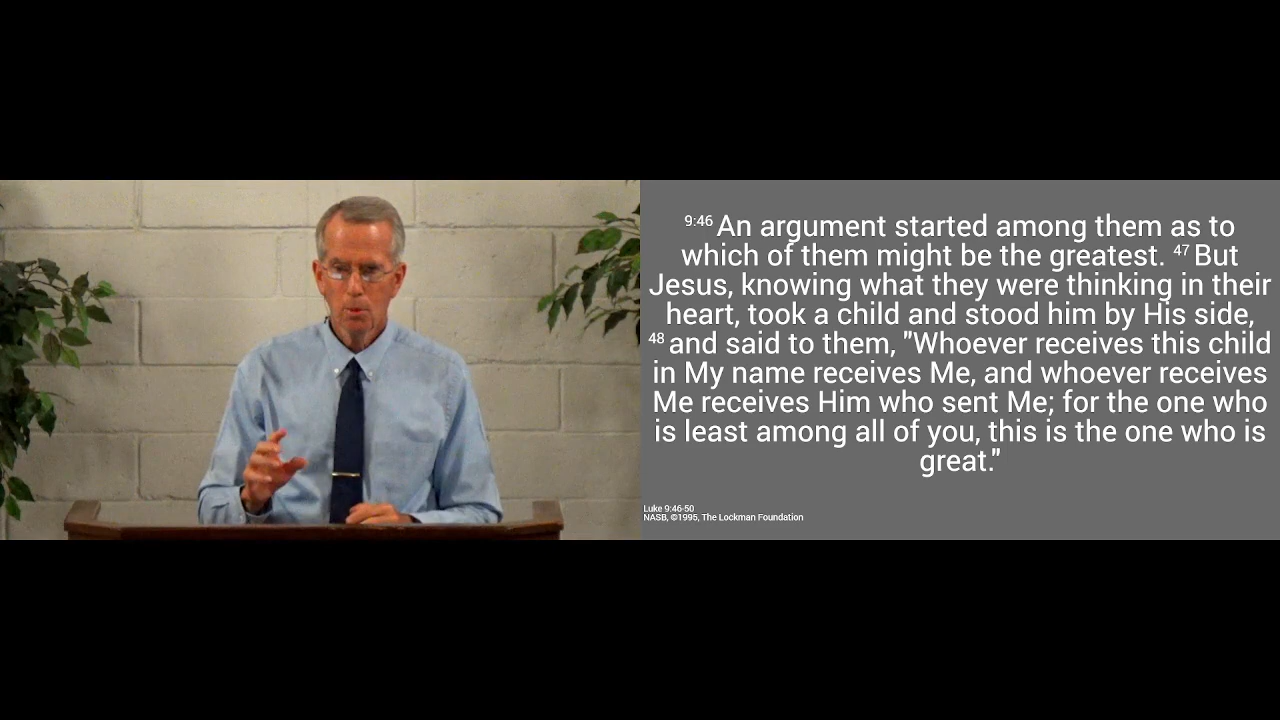 9:46 An argument started among them as to
which of them might be the greatest. 47 But
Jesus, knowing what they were thinking in their
heart, took a child and stood him by His side,
48 and said to them, "Whoever receives this child
in My name receives Me, and whoever receives
Me receives Him who sent Me; for the one who
is least among all of you, this is the one who is
great."
Luke 9:46-50
NASB, ©1995, The Lockman Foundation